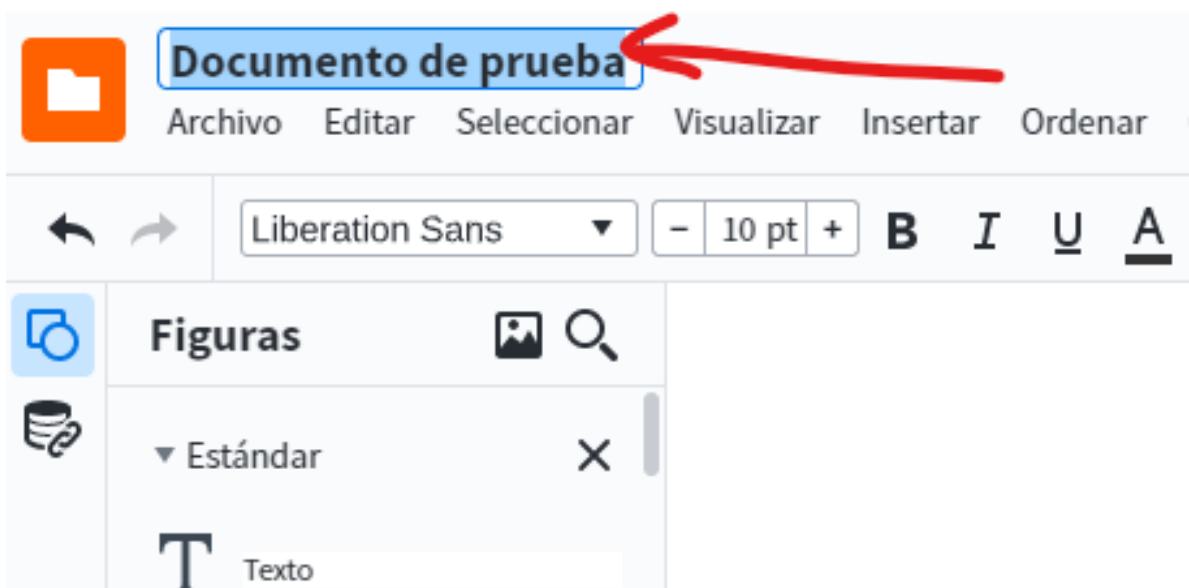 Documento de prueba
Archivo Editar Seleccionar Visualizar Insertar Ordenar
Liberation Sans − 10 pt + B I U A
Figuras
Estándar
T Texto